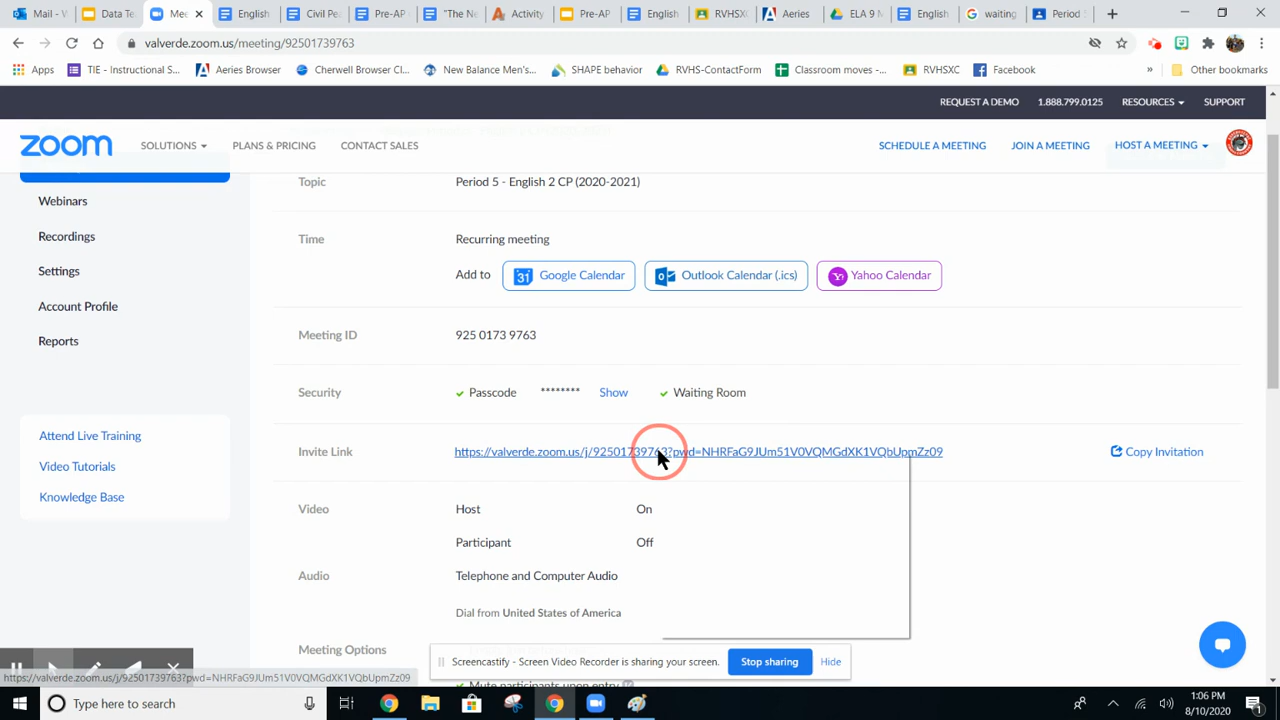 Mail - V
Data Te
Mee
English
Civil Pe
Pre-AP
"The Ne
Activity
Pre-AP
English
RVHSX(
Aeries
ELA 9 M
English
waiting
Period 5
valverde.zoom.us/meeting/92501739763
Apps
TIE - Instructional S...
Aeries Browser
Cherwell Browser Cl...
New Balance Men's...
SHAPE behavior
RVHS-ContactForm
Classroom moves -...
RVHSXC
Facebook
»
Other bookmarks
REQUEST A DEMO 1.888.799.0125 RESOURCES SUPPORT
zoom SOLUTIONS PLANS & PRICING CONTACT SALES SCHEDULE A MEETING JOIN A MEETING HOST A MEETING
Webinars
Recordings
Settings
Account Profile
Reports
Attend Live Training
Video Tutorials
Knowledge Base
Topic Period 5 - English 2 CP (2020-2021)
Time Recurring meeting
Add to 31 Google Calendar Outlook Calendar (.ics) Yahoo Calendar
Meeting ID 925 0173 9763
Security Passcode ******** Show Waiting Room
Invite Link https://valverde.zoom.us/j/92501739763?pwd=NHRFaG9JUm51V0VQMGdXK1VQbUpmZz09 Copy Invitation
Video Host On
Participant Off
Audio Telephone and Computer Audio
Dial from United States of America
Meeting Options
Mute participants upon entry
Screencastify - Screen Video Recorder is sharing your screen. Stop sharing Hide
https://valverde.zoom.us/j/92501739763?pwd=NHRFaG9JUm51V0VQMGdXK1VQbUpmZz09
Type here to search
1:06 PM
8/10/2020
1